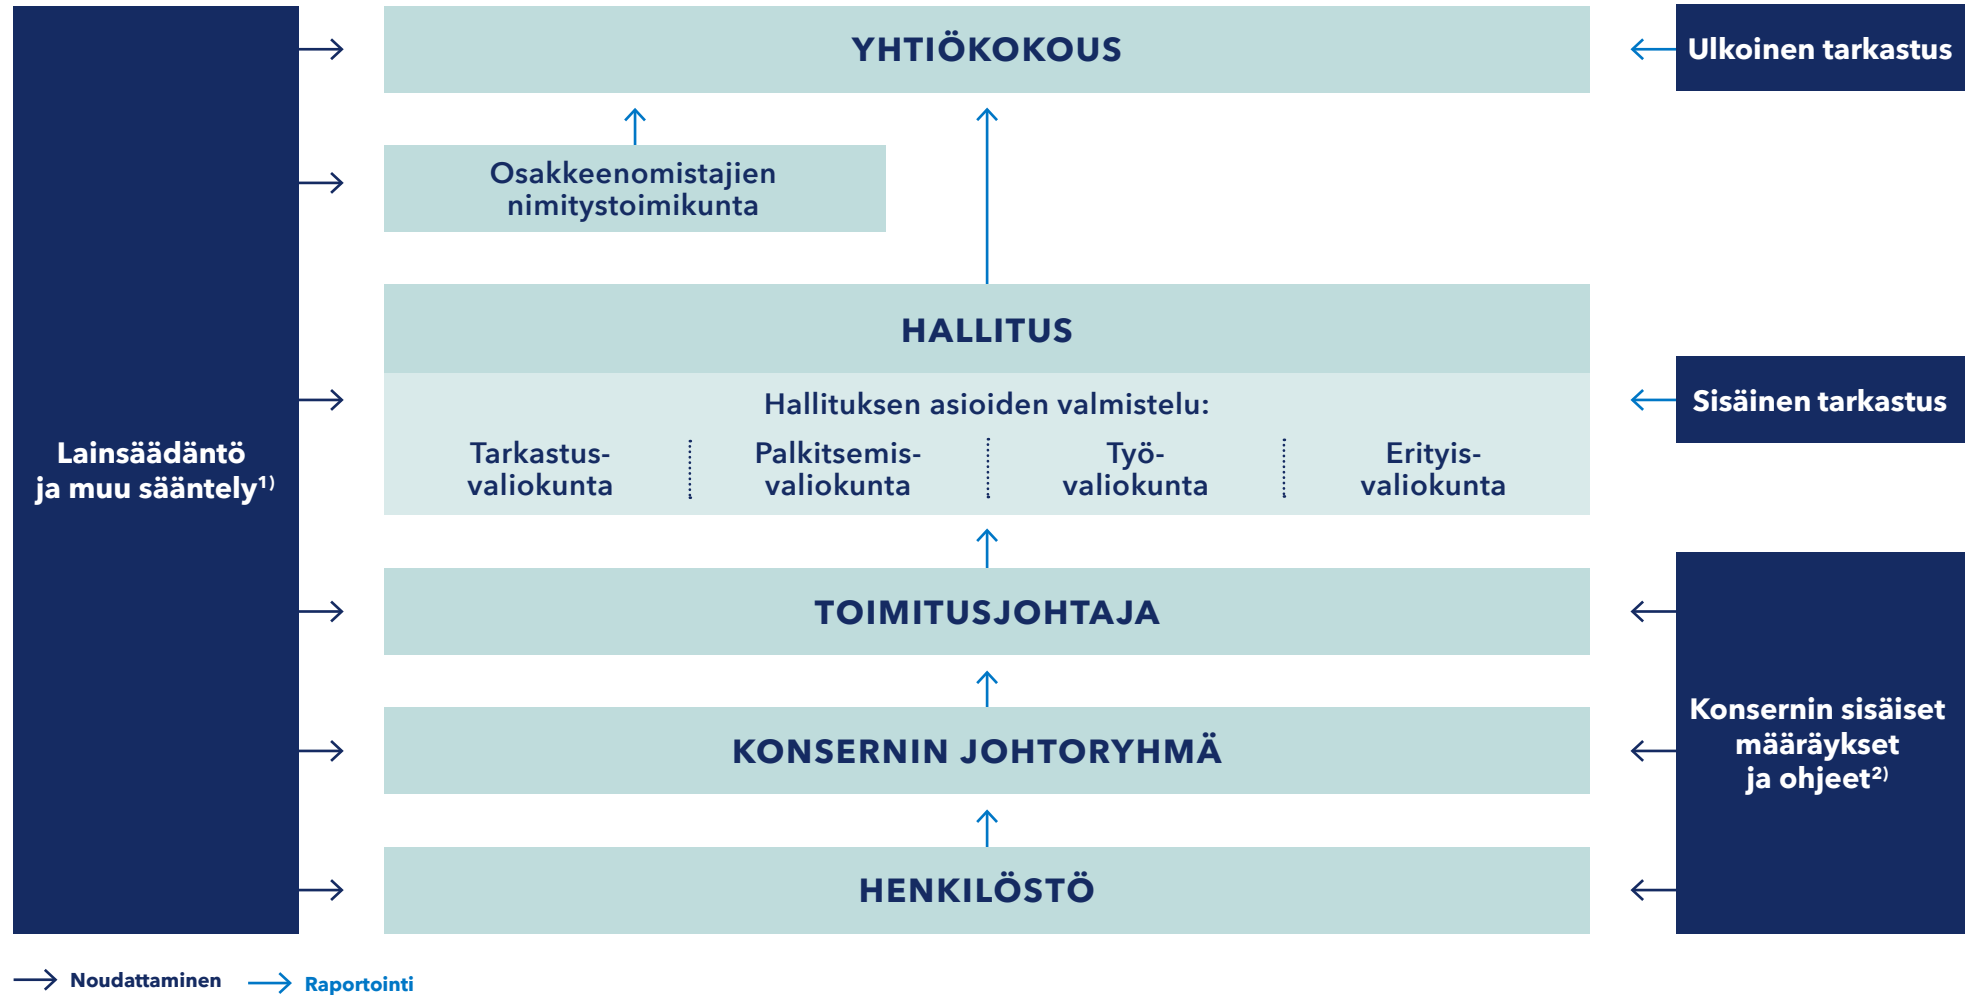 YHTIÖKOKOUS
Ulkoinen tarkastus
Osakkeenomistajien
nimitystoimikunta
HALLITUS
Hallituksen asioiden valmistelu:
Tarkastus-
valiokunta
Palkitsemis-
valiokunta
Työ-
valiokunta
Erityis-
valiokunta
Sisäinen tarkastus
Lainsäädäntö
ja muu sääntely¹⁾
TOIMITUSJOHTAJA
KONSERNIN JOHTORYHMÄ
Konsernin sisäiset
määräykset
ja ohjeet²⁾
HENKILÖSTÖ
Noudattaminen
Raportointi